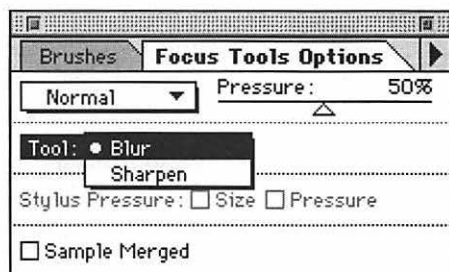 Brushes Focus Tools Options
Normal Pressure: 50%
Tool: Blur
Sharpen
Stylus Pressure: Size Pressure
Sample Merged